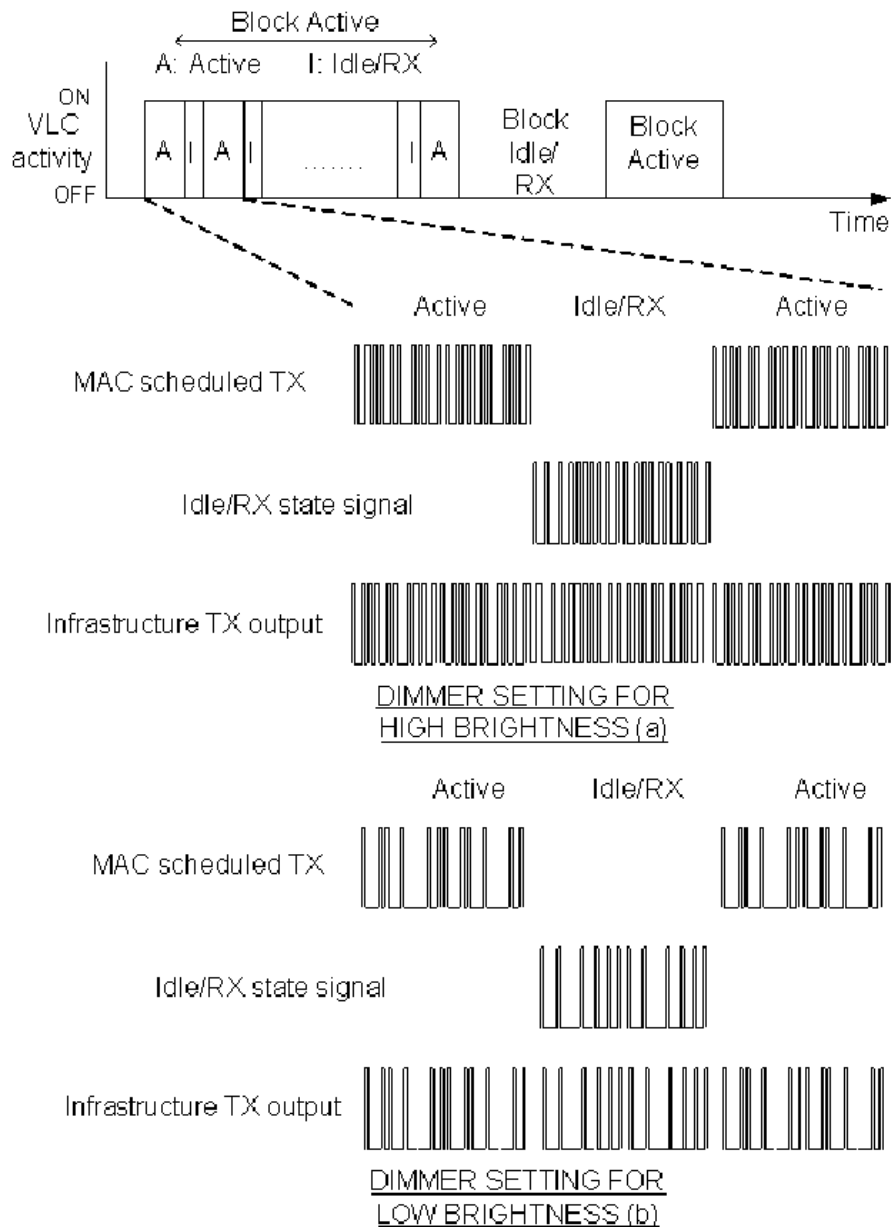 Block Active
A: Active I: Idle/RX
ON
VLC
activity
OFF
A I A I ....... I A
Block
Idle/
RX
Block
Active
Time
Active Idle/RX Active
MAC scheduled TX
Idle/RX state signal
Infrastructure TX output
DIMMER SETTING FOR
HIGH BRIGHTNESS (a)
Active Idle/RX Active
MAC scheduled TX
Idle/RX state signal
Infrastructure TX output
DIMMER SETTING FOR
LOW BRIGHTNESS (b)